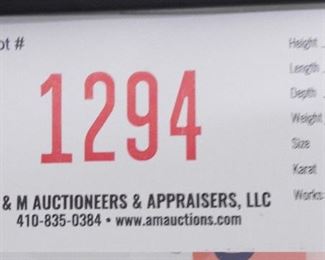 ot #
1294
& M AUCTIONEERS & APPRAISERS, LLC
410-835-0384 • www.amauctions.com
Height
Length
Depth
Weight
Size
Karat
Works